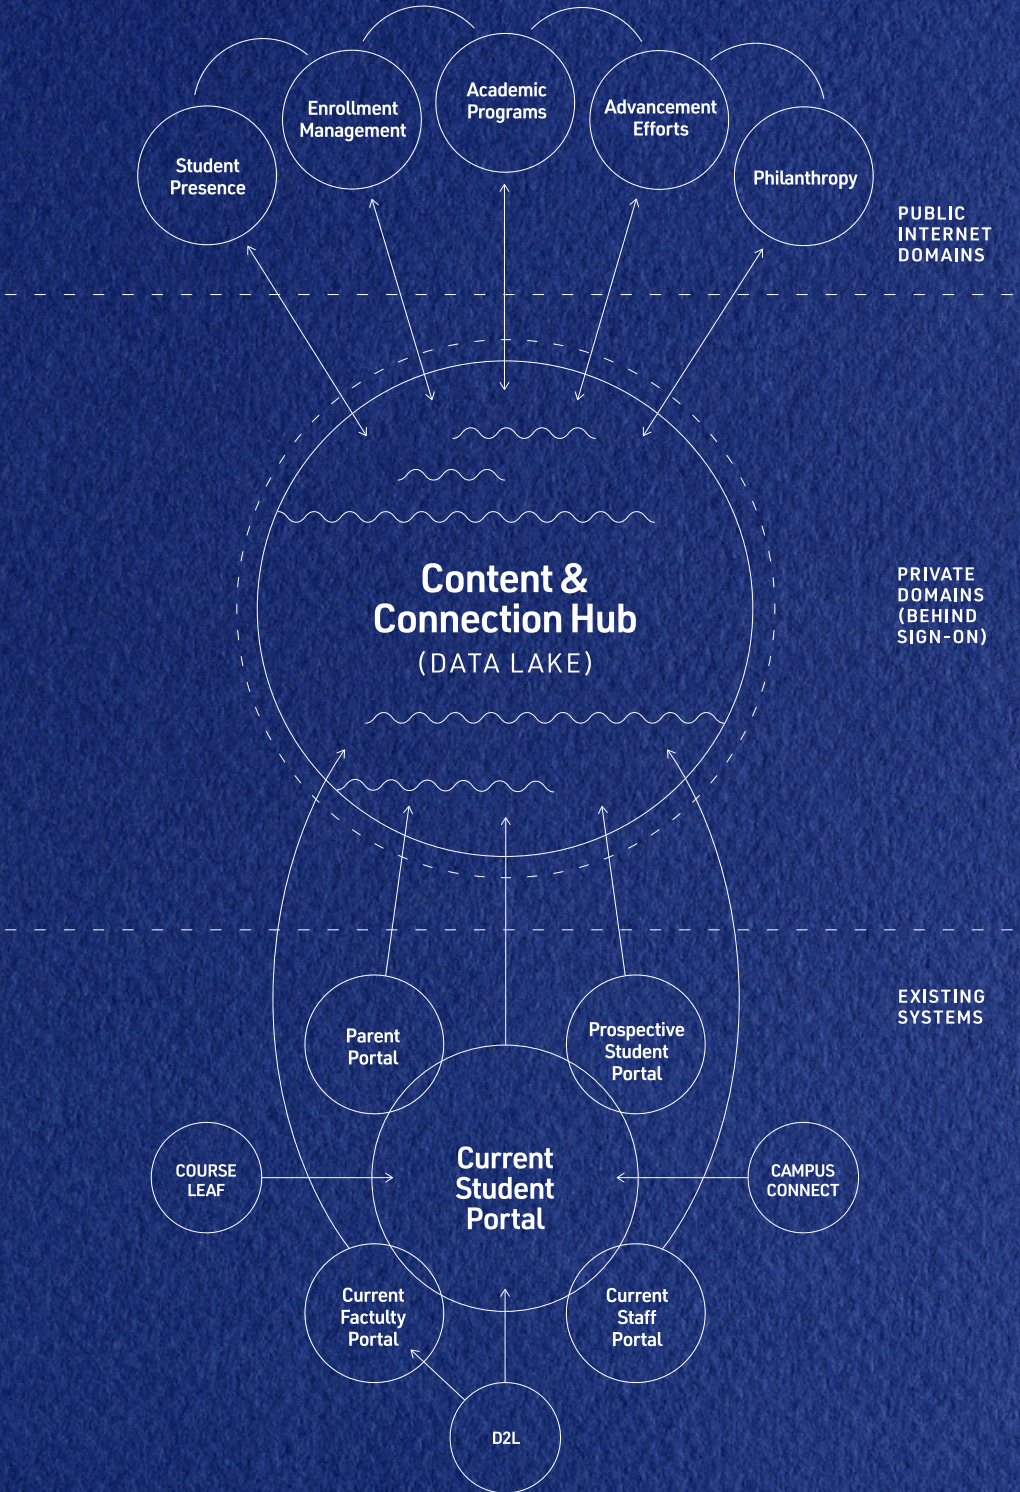 Academic
Programs
Enrollment
Management
Advancement
Efforts
Student
Presence
Philanthropy
PUBLIC
INTERNET
DOMAINS
Content &
Connection Hub
(DATA LAKE)
PRIVATE
DOMAINS
(BEHIND
SIGN-ON)
EXISTING
SYSTEMS
Parent
Portal
Prospective
Student
Portal
COURSE
LEAF
Current
Student
Portal
CAMPUS
CONNECT
Current
Factulty
Portal
Current
Staff
Portal
D2L